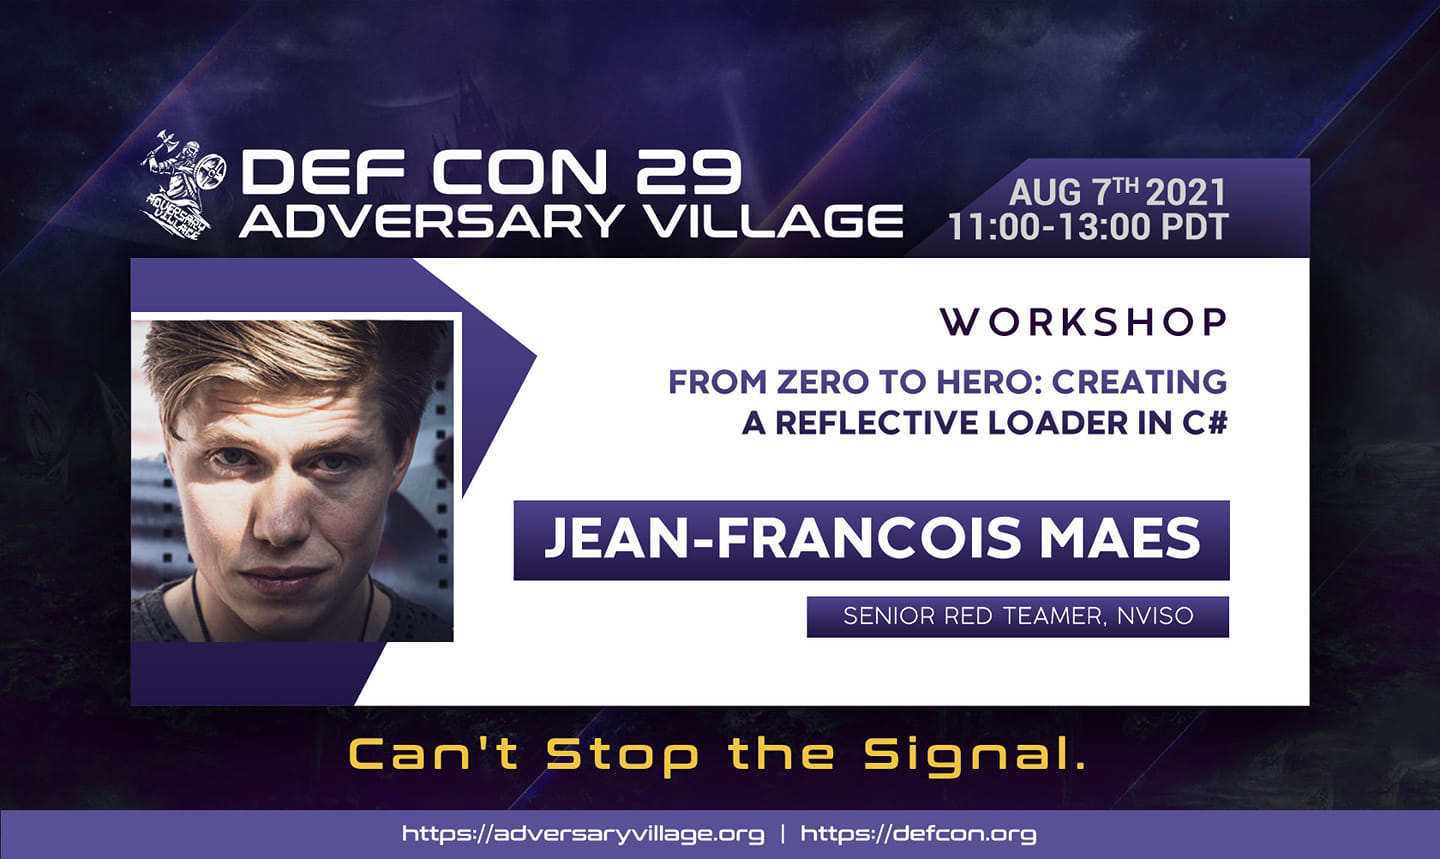 DEF CON 29
ADVERSARY VILLAGE
ADVERSARY
VILLAGE
AUG 7TH 2021
11:00-13:00 PDT
WORKSHOP
FROM ZERO TO HERO: CREATING
A REFLECTIVE LOADER IN C#
JEAN-FRANCOIS MAES
SENIOR RED TEAMER, NVISO
Can't Stop the Signal.
https://adversaryvillage.org | https://defcon.org